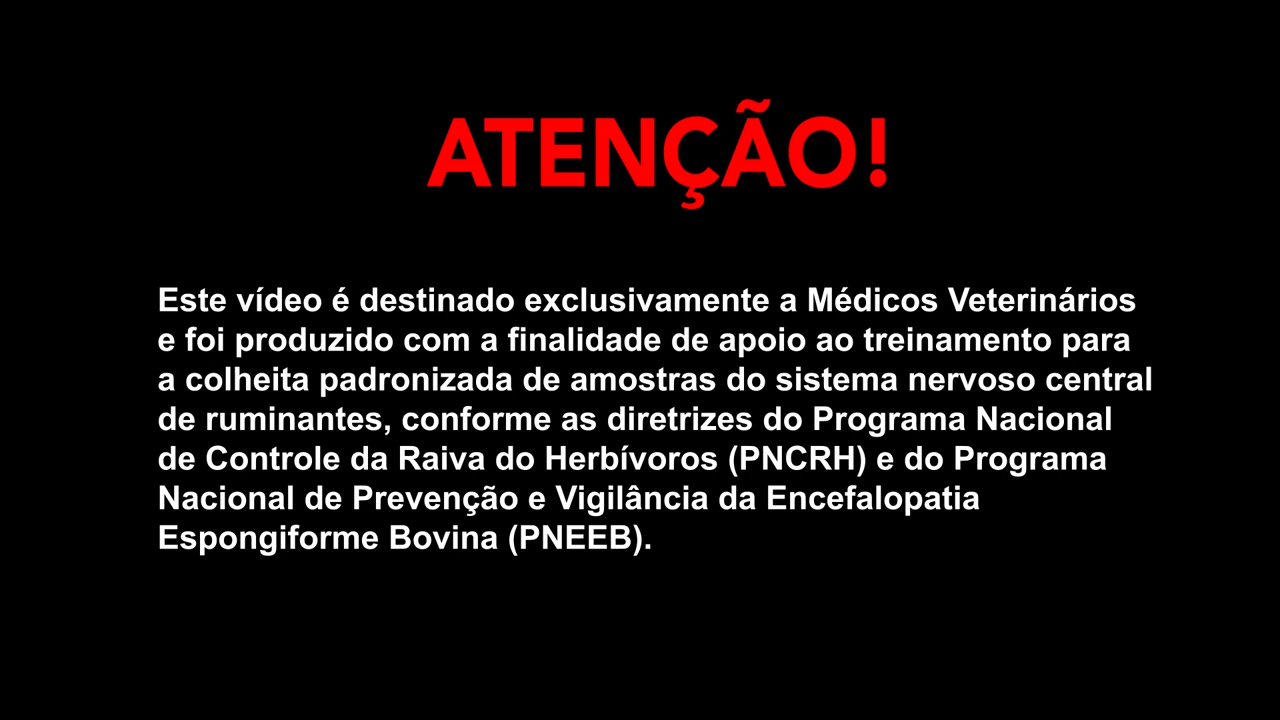 ATENÇÃO!
Este vídeo é destinado exclusivamente a Médicos Veterinários
e foi produzido com a finalidade de apoio ao treinamento para
a colheita padronizada de amostras do sistema nervoso central
de ruminantes, conforme as diretrizes do Programa Nacional
de Controle da Raiva do Herbívoros (PNCRH) e do Programa
Nacional de Prevenção e Vigilância da Encefalopatia
Espongiforme Bovina (PNEEB).